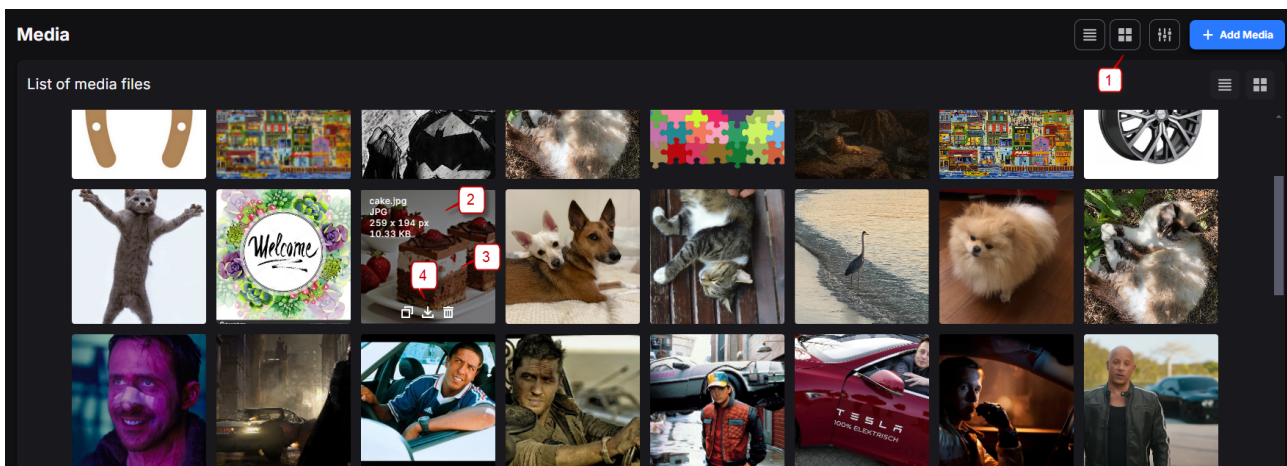 Media
+ Add Media
1
List of media files
cake.jpg
JPG
259 x 194 px
10.33 KB
2
3
4
Welcome
TESLA
100% ELEKTRISCH